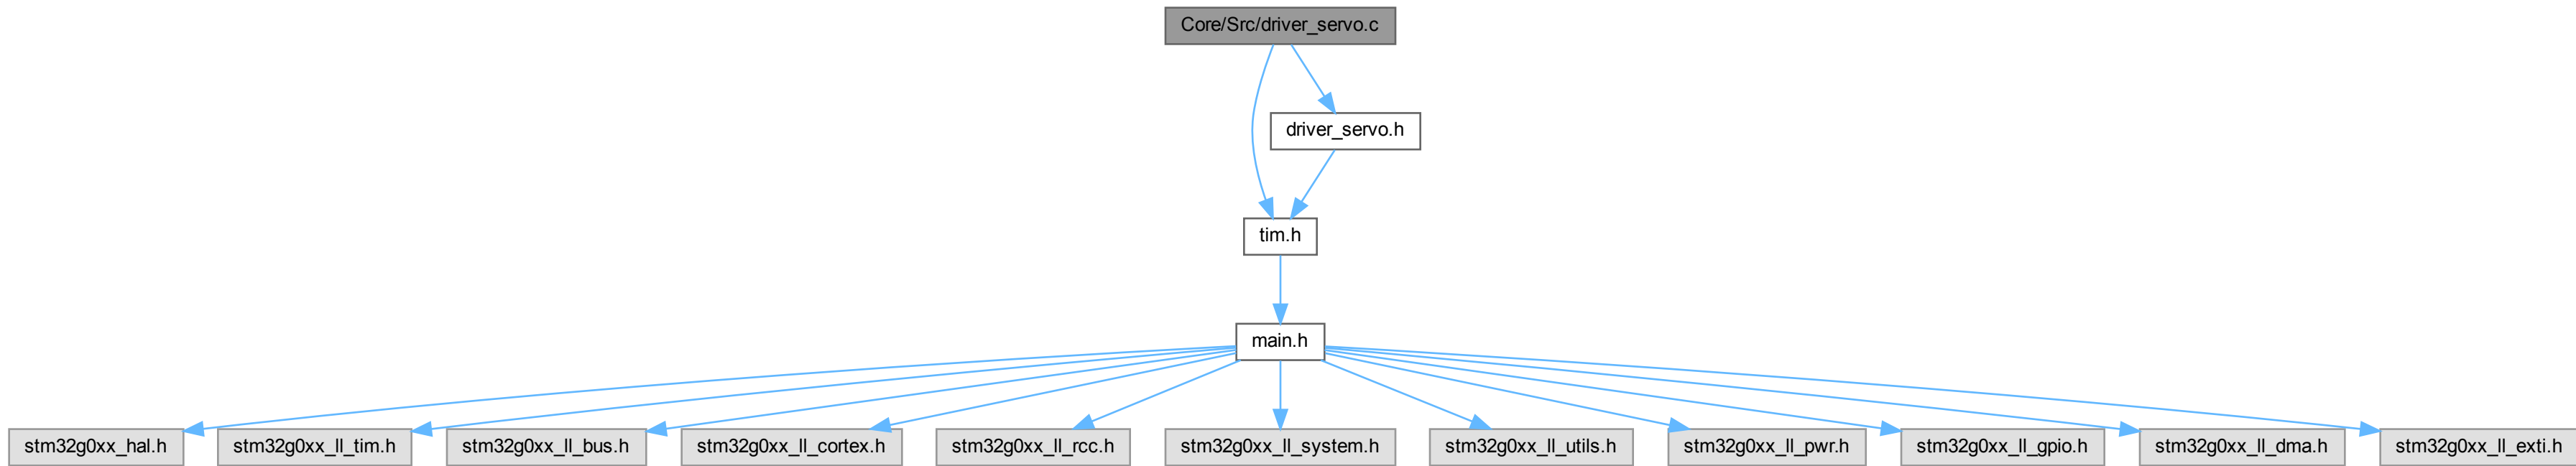 Core/Src/driver_servo.c
driver_servo.h
tim.h
main.h
stm32g0xx_hal.h
stm32g0xx_ll_tim.h
stm32g0xx_ll_bus.h
stm32g0xx_ll_cortex.h
stm32g0xx_ll_rcc.h
stm32g0xx_ll_system.h
stm32g0xx_ll_utils.h
stm32g0xx_ll_pwr.h
stm32g0xx_ll_gpio.h
stm32g0xx_ll_dma.h
stm32g0xx_ll_exti.h